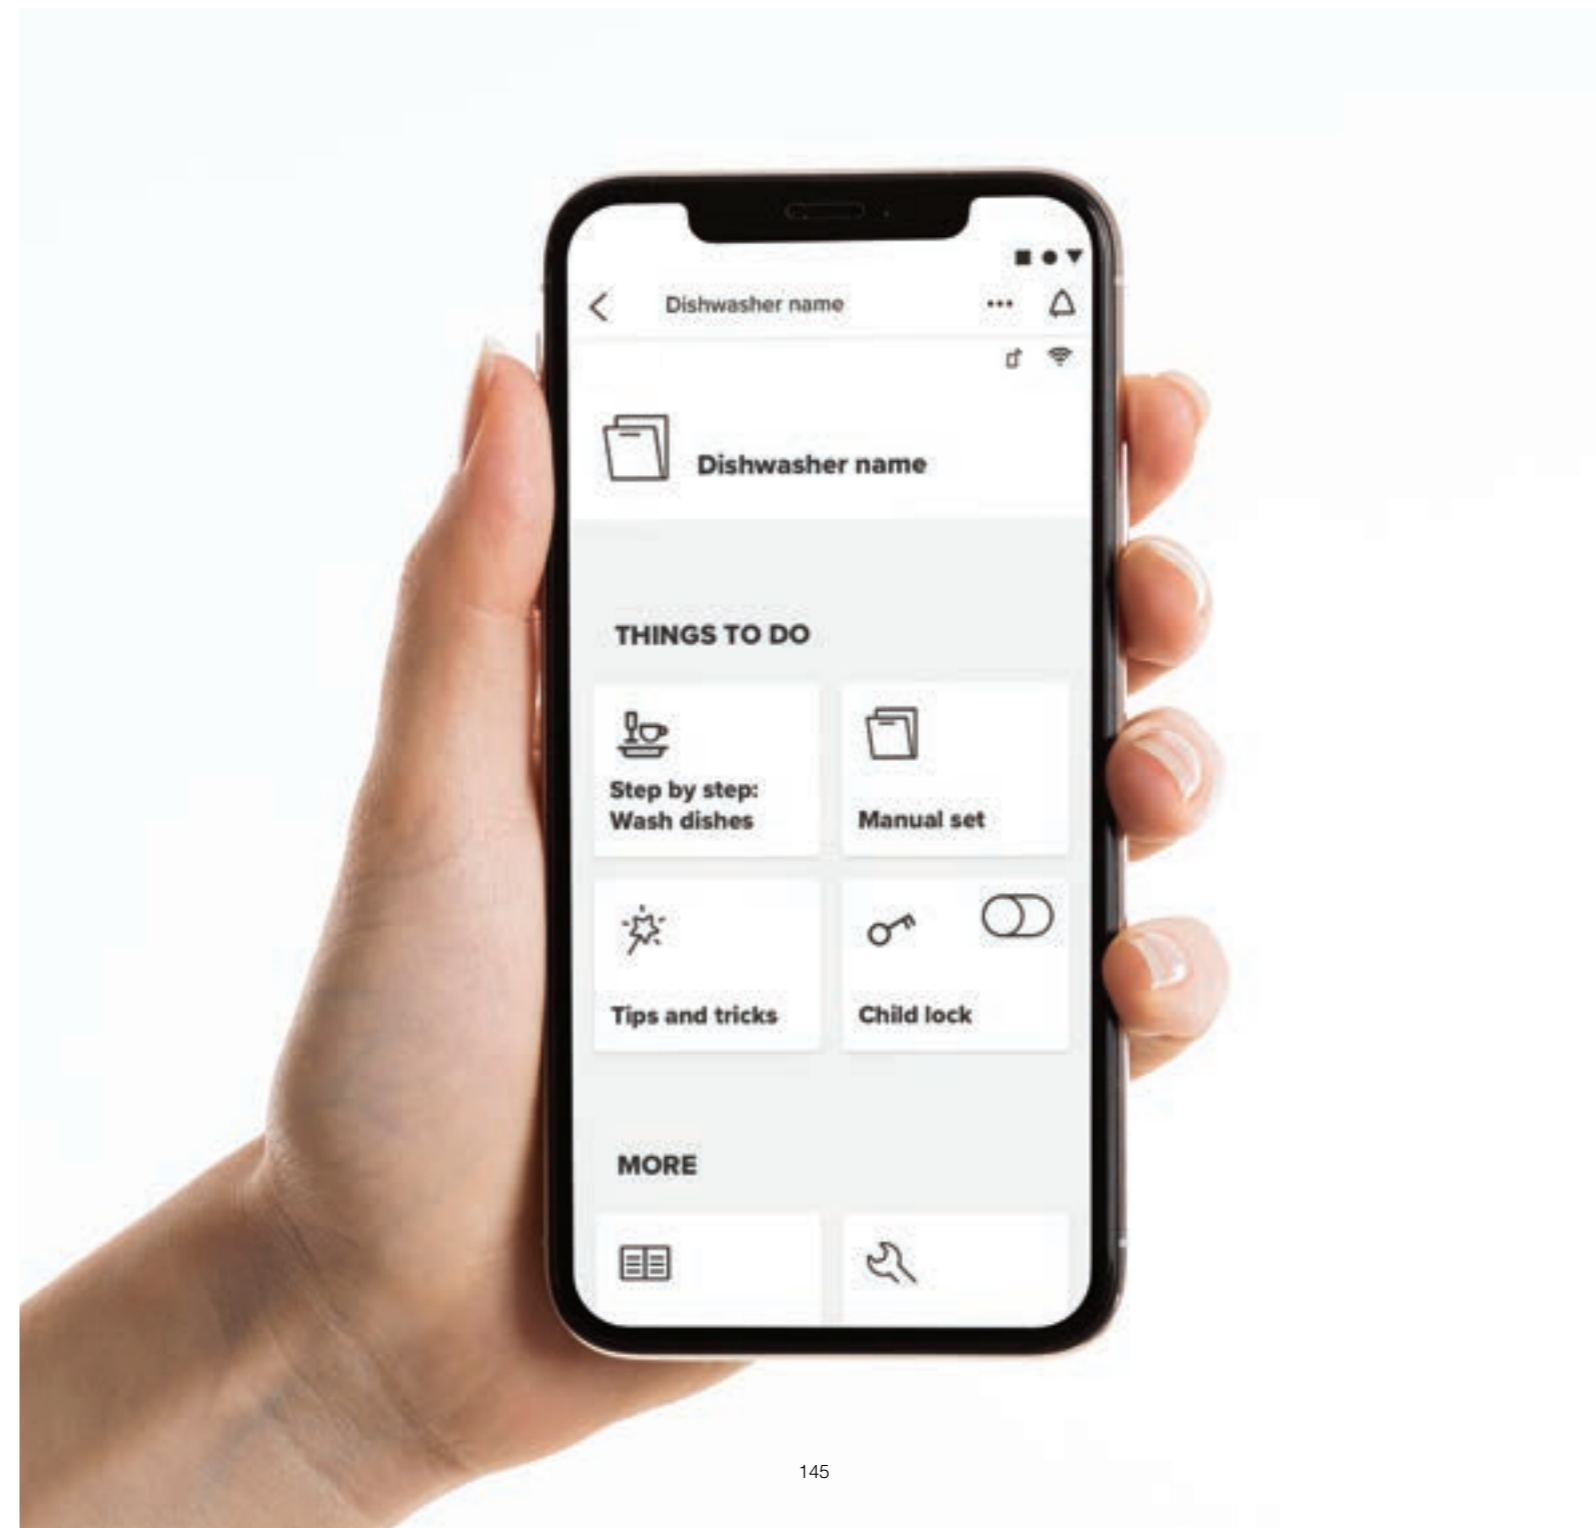 Dishwasher name
Dishwasher name
THINGS TO DO
Step by step:
Wash dishes
Manual set
Tips and tricks
Child lock
MORE
145